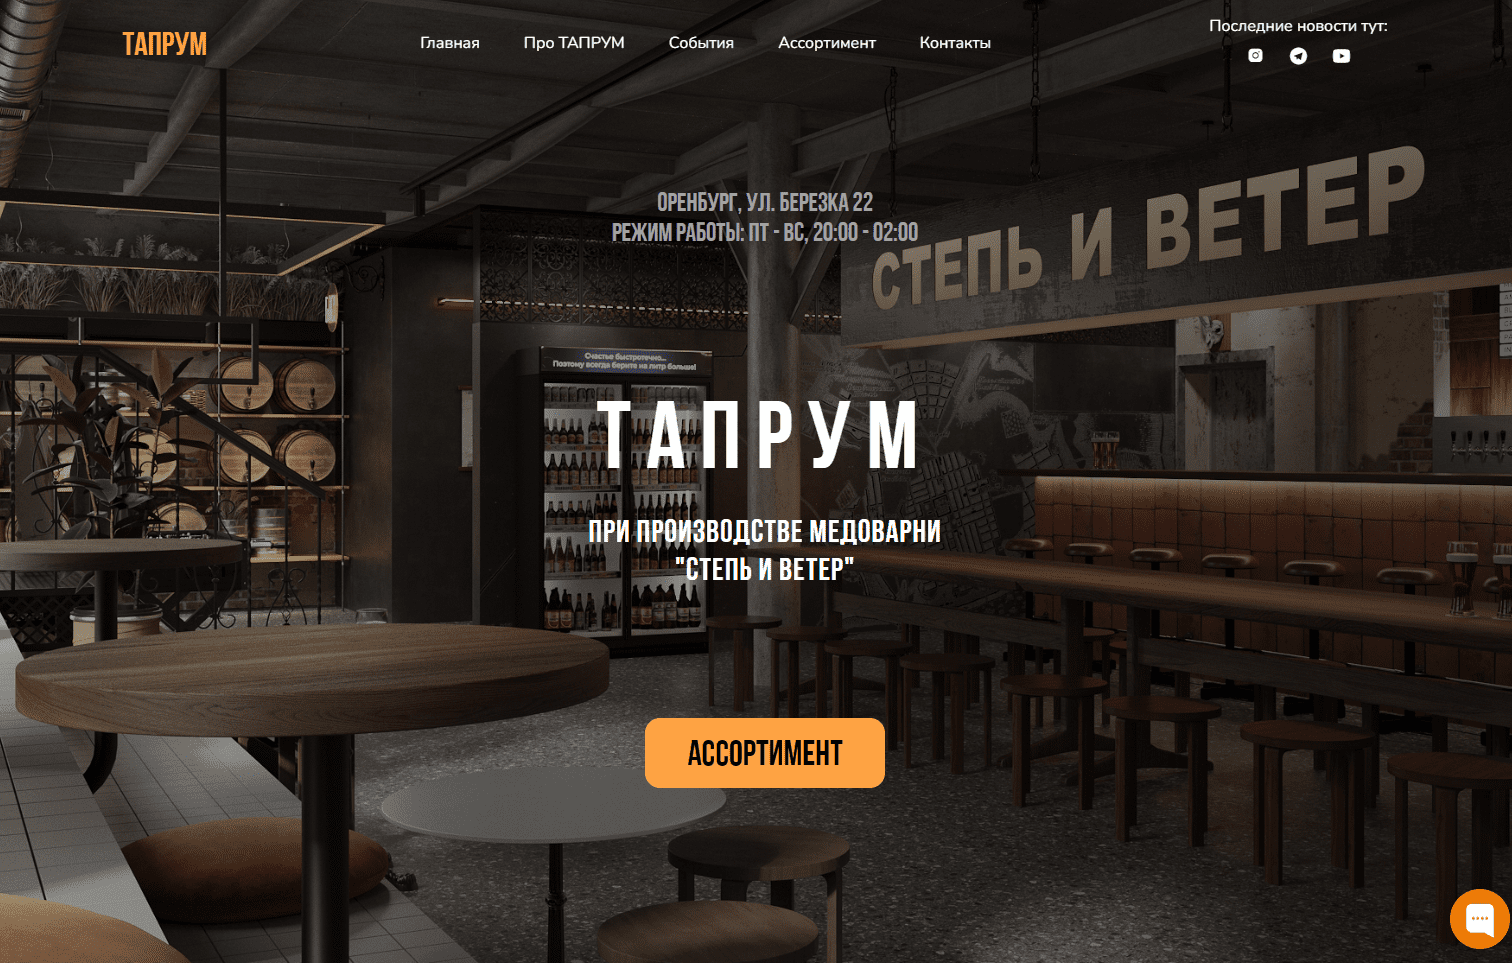 ТАПРУМ
Главная
Про ТАПРУМ
События
Ассортимент
Контакты
Последние новости тут:
ОРЕНБУРГ, УЛ. БЕРЕЗКА 22
РЕЖИМ РАБОТЫ: ПТ - ВС, 20:00 - 02:00
СТЕПЬ И ВЕТЕР
Счастье быстротечно...
Поэтому всегда берите на литр больше!
ТАПРУМ
ПРИ ПРОИЗВОДСТВЕ МЕДОВАРНИ
"СТЕПЬ И ВЕТЕР"
АССОРТИМЕНТ